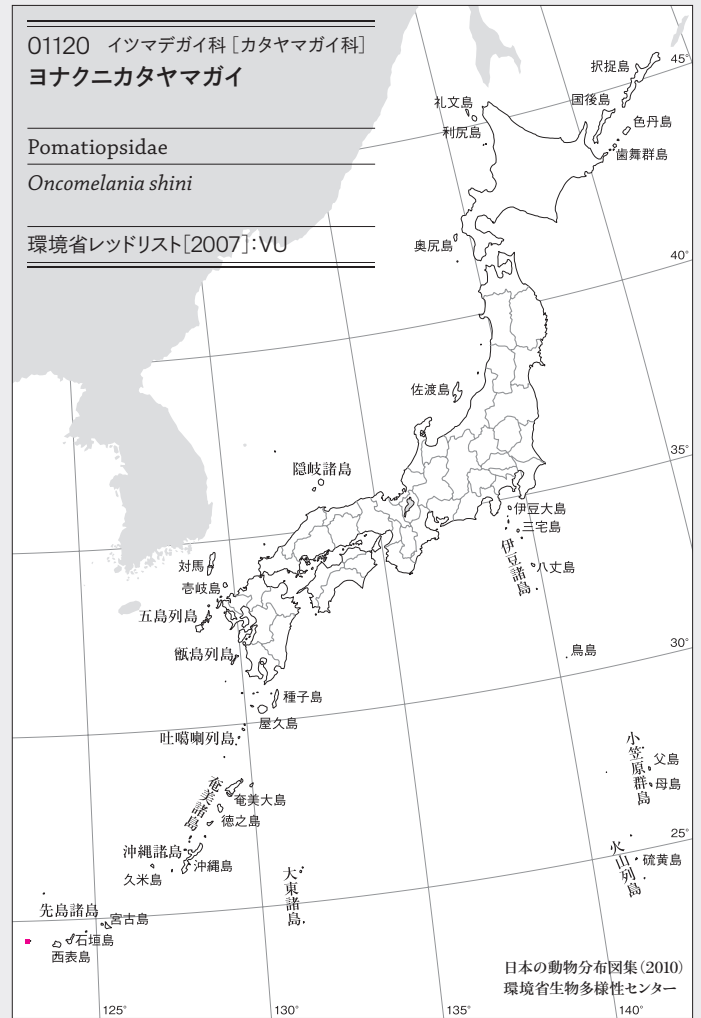 01120 イツマデガイ科［カタヤマガイ科］
ヨナクニカタヤマガイ
Pomatiopsidae
Oncomelania shini
環境省レッドリスト［2007］：VU
択捉島
45°
礼文島
国後島
利尻島
色丹島
歯舞群島
奥尻島
40°
佐渡島
35°
隠岐諸島
伊豆大島
三宅島
伊豆諸島
八丈島
対馬
壱岐島
五島列島
甑島列島
鳥島
30°
種子島
屋久島
吐噶喇列島
小笠原群島
父島
母島
奄美諸島
奄美大島
徳之島
25°
火山列島
硫黄島
沖縄諸島
沖縄島
久米島
大東諸島
先島諸島
宮古島
石垣島
西表島
日本の動物分布図集（2010）
環境省生物多様性センター
125°
130°
135°
140°